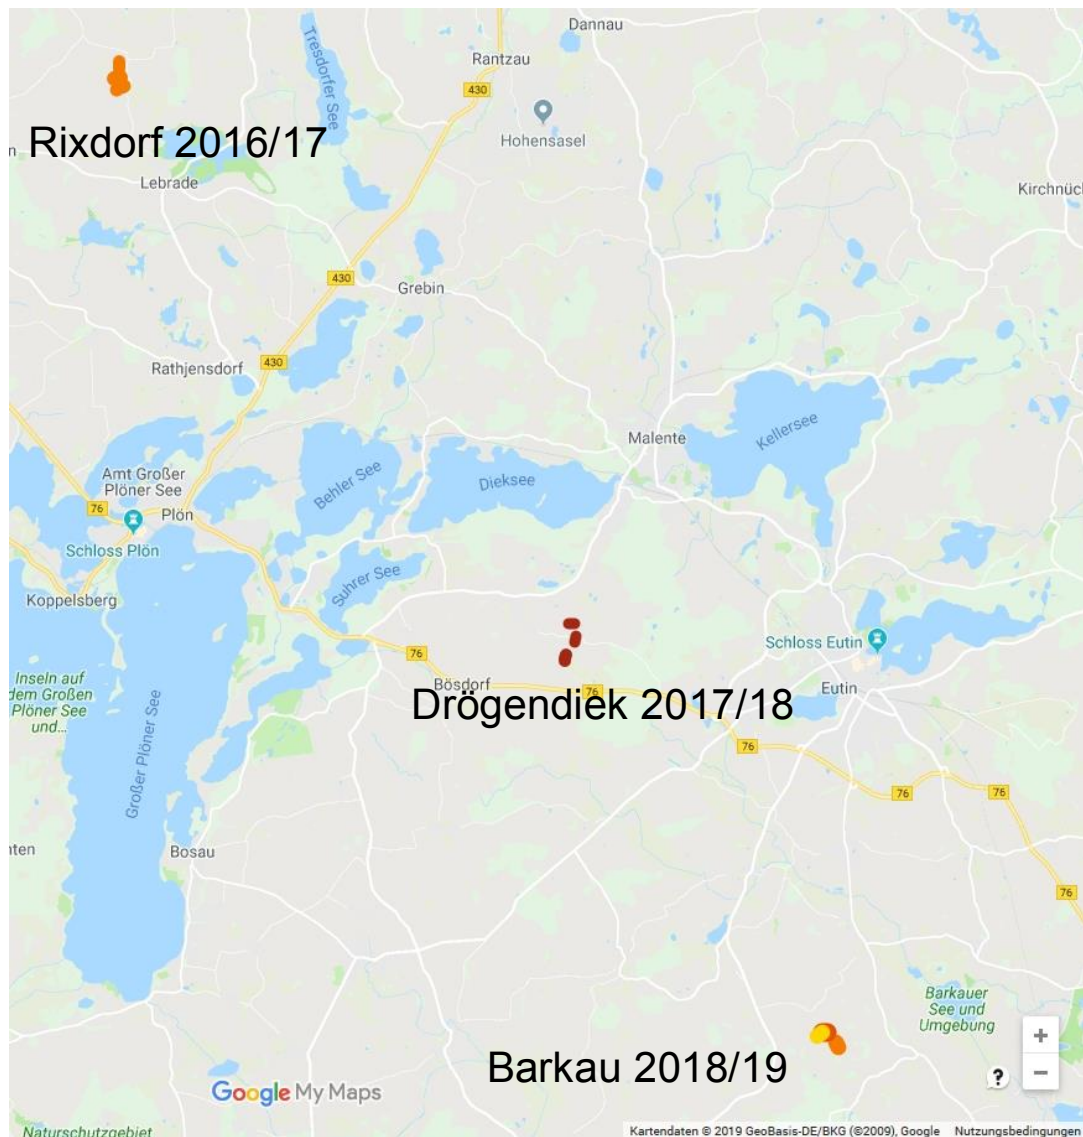 Dannau
Tresdorfer See
Rantzau
430
Hohensasel
Rixdorf 2016/17
n
Lebrade
Kirchnüc
430
Grebin
430
Rathjensdorf
Malente
Kellersee
Amt Großer
Plöner See
Behler See
Dieksee
76
Plön
Schloss Plön
Suhrer See
Koppelsberg
76
Schloss Eutin
Inseln auf
dem Großen
Plöner See
und...
Bösdorf
76
Eutin
Drögendiek 2017/18
Großer Plöner See
76
76
76
Bosau
nten
76
Barkauer
See und
Umgebung
+
Barkau 2018/19
−
?
Google My Maps
Naturschutzgebiet
Kartendaten © 2019 GeoBasis-DE/BKG (©2009), Google Nutzungsbedingungen